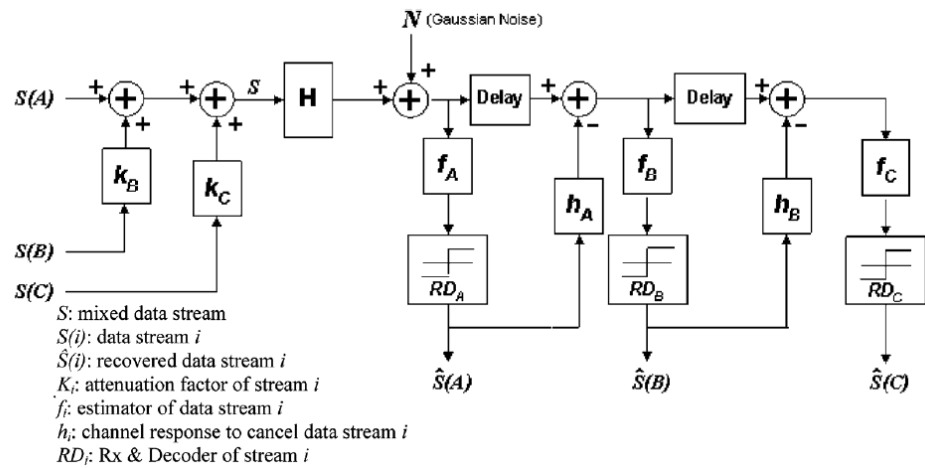 N (Gaussian Noise)
S(A)
+
+
+
+
+
+
S
H
+
+
+
Delay
+
+
−
Delay
+
+
−
k_B
k_C
f_A
f_B
f_C
h_A
h_B
S(B)
S(C)
RD_A
RD_B
RD_C
Ŝ(A)
Ŝ(B)
Ŝ(C)
S: mixed data stream
S(i): data stream i
Ŝ(i): recovered data stream i
K_i: attenuation factor of stream i
f_i: estimator of data stream i
h_i: channel response to cancel data stream i
RD_i: Rx & Decoder of stream i